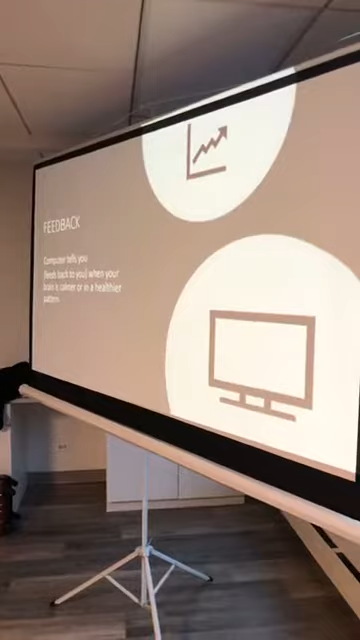 FEEDBACK
Computer tells you
(feeds back to you) when your
brain is calmer or in a healthier
pattern